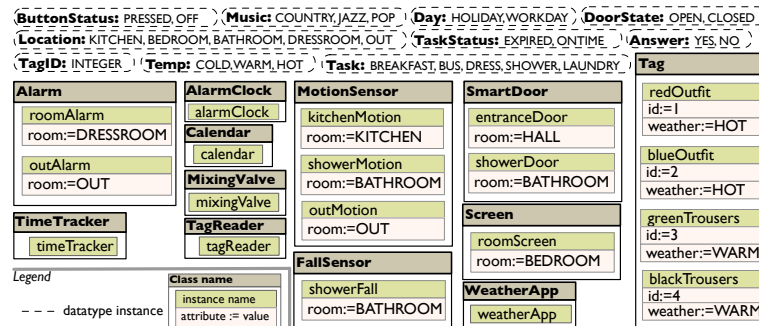 ButtonStatus: PRESSED, OFF Music: COUNTRY, JAZZ, POP Day: HOLIDAY, WORKDAY DoorState: OPEN, CLOSED
Location: KITCHEN, BEDROOM, BATHROOM, DRESSROOM, OUT TaskStatus: EXPIRED, ONTIME Answer: YES, NO
TagID: INTEGER Temp: COLD, WARM, HOT Task: BREAKFAST, BUS, DRESS, SHOWER, LAUNDRY
Alarm
roomAlarm
room:=DRESSROOM
outAlarm
room:=OUT
TimeTracker
timeTracker
AlarmClock
alarmClock
Calendar
calendar
MixingValve
mixingValve
TagReader
tagReader
MotionSensor
kitchenMotion
room:=KITCHEN
showerMotion
room:=BATHROOM
outMotion
room:=OUT
FallSensor
showerFall
room:=BATHROOM
SmartDoor
entranceDoor
room:=HALL
showerDoor
room:=BATHROOM
Screen
roomScreen
room:=BEDROOM
WeatherApp
weatherApp
Tag
redOutfit
id:=1
weather:=HOT
blueOutfit
id:=2
weather:=HOT
greenTrousers
id:=3
weather:=WARM
blackTrousers
id:=4
weather:=WARM
Legend
datatype instance
Class name
instance name
attribute := value